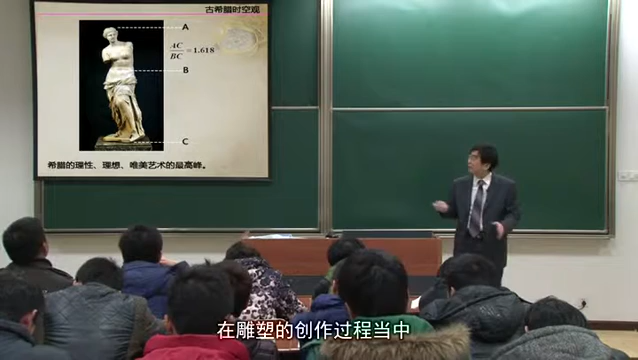 古希腊时空观
A
AC/BC=1.618
B
C
希腊的理性、理想、唯美艺术的最高峰。
在雕塑的创作过程当中